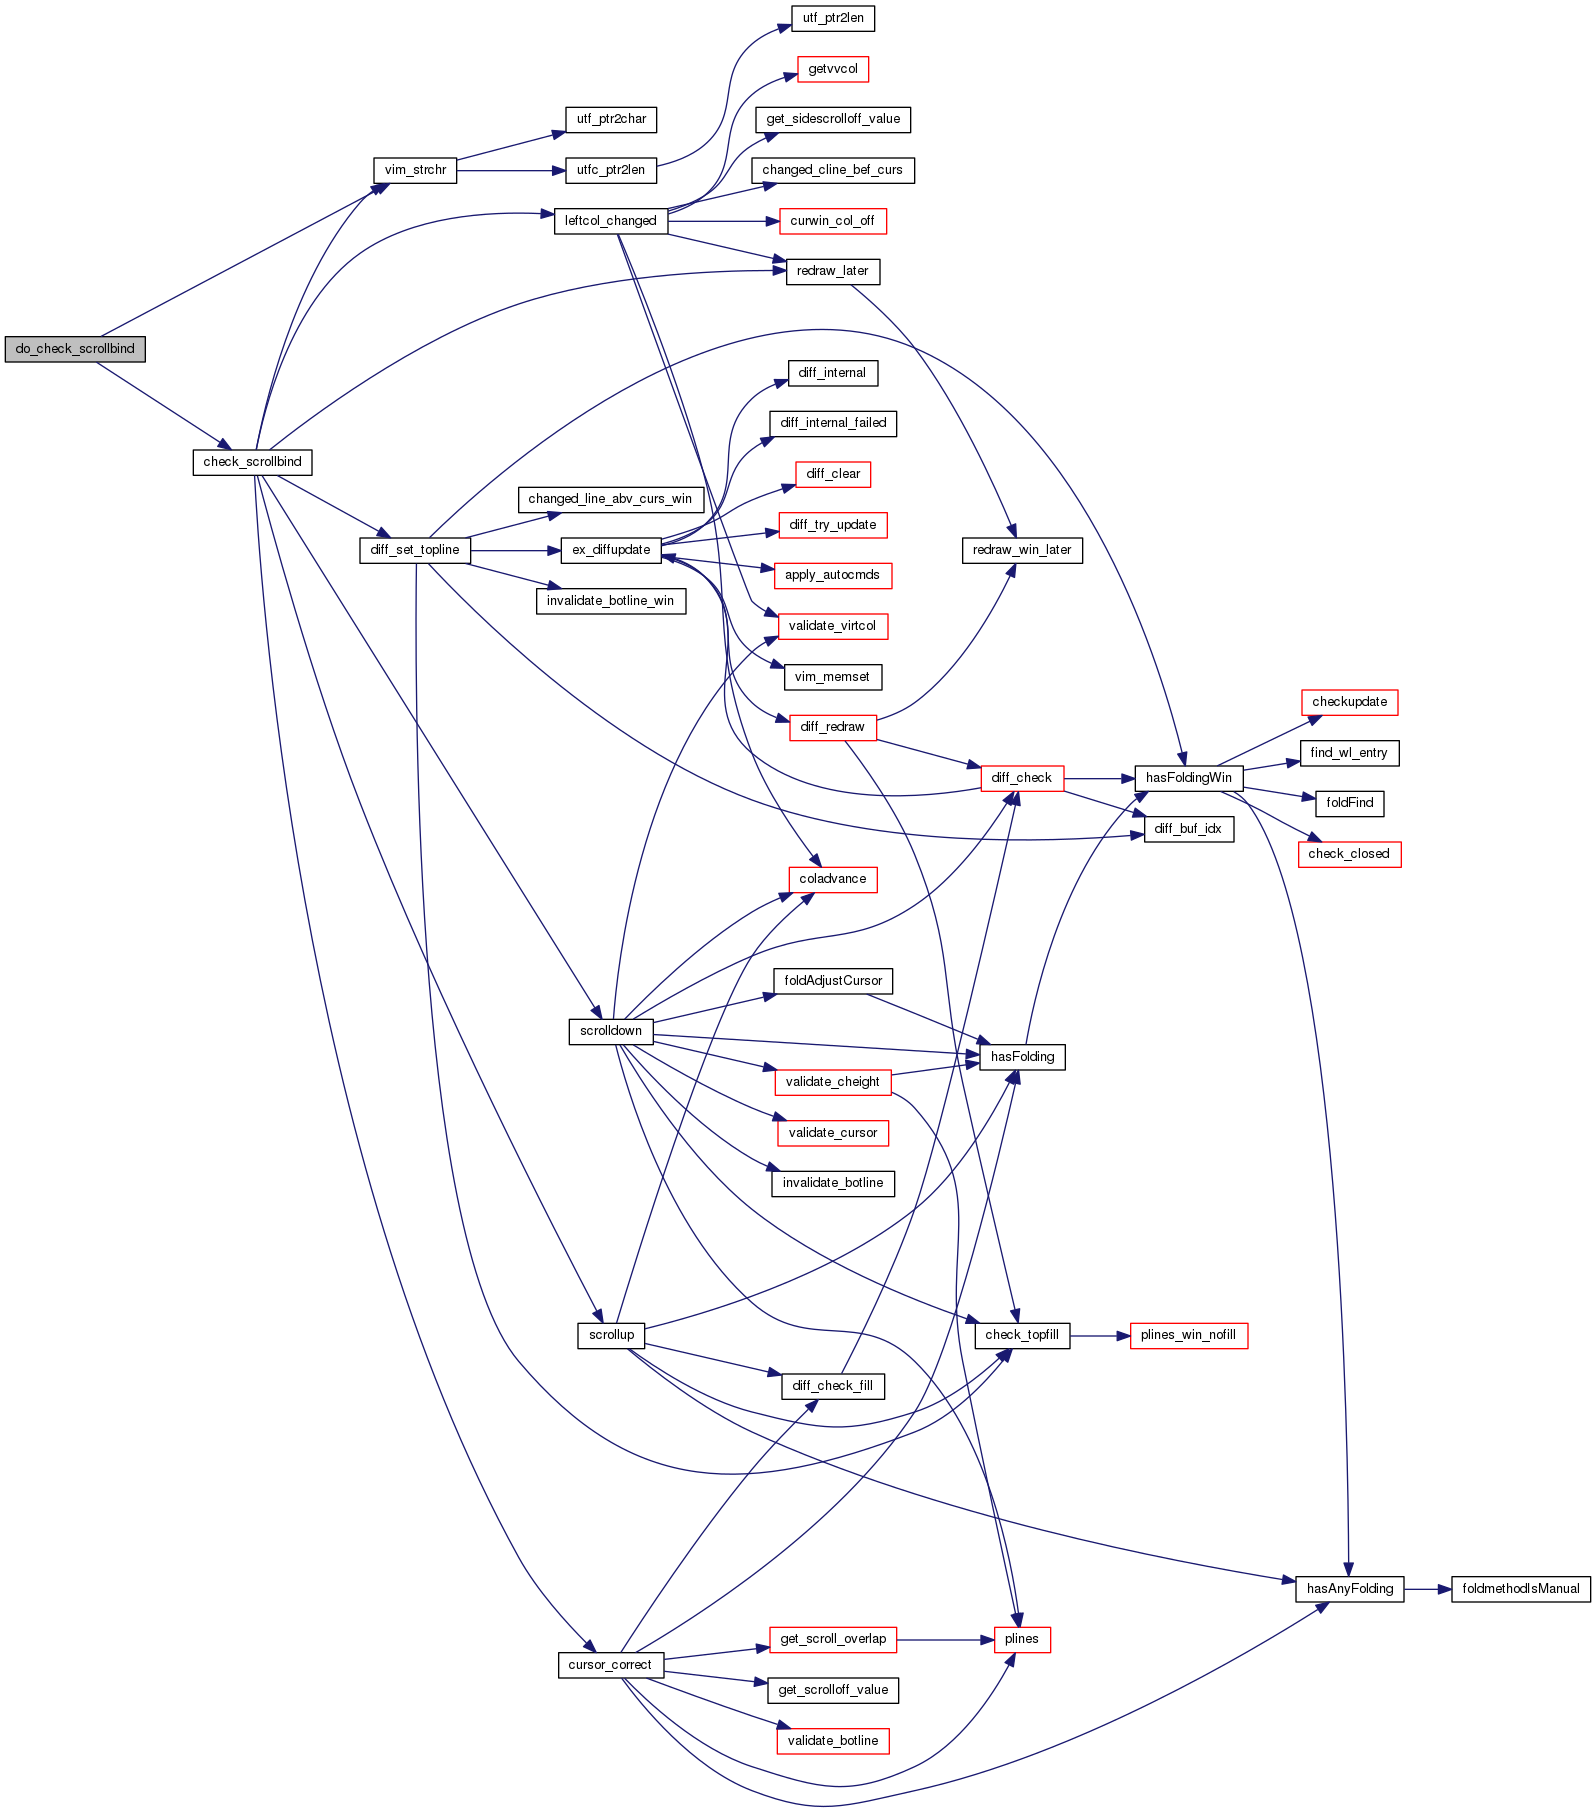 utf_ptr2len
getvvcol
utf_ptr2char
get_sidescrolloff_value
vim_strchr
utfc_ptr2len
changed_cline_bef_curs
leftcol_changed
curwin_col_off
redraw_later
do_check_scrollbind
diff_internal
diff_internal_failed
check_scrollbind
diff_clear
changed_line_abv_curs_win
diff_try_update
diff_set_topline
ex_diffupdate
redraw_win_later
apply_autocmds
invalidate_botline_win
validate_virtcol
vim_memset
checkupdate
diff_redraw
find_wl_entry
diff_check
hasFoldingWin
foldFind
diff_buf_idx
check_closed
coladvance
foldAdjustCursor
scrolldown
hasFolding
validate_cheight
validate_cursor
invalidate_botline
scrollup
check_topfill
plines_win_nofill
diff_check_fill
hasAnyFolding
foldmethodIsManual
get_scroll_overlap
plines
cursor_correct
get_scrolloff_value
validate_botline